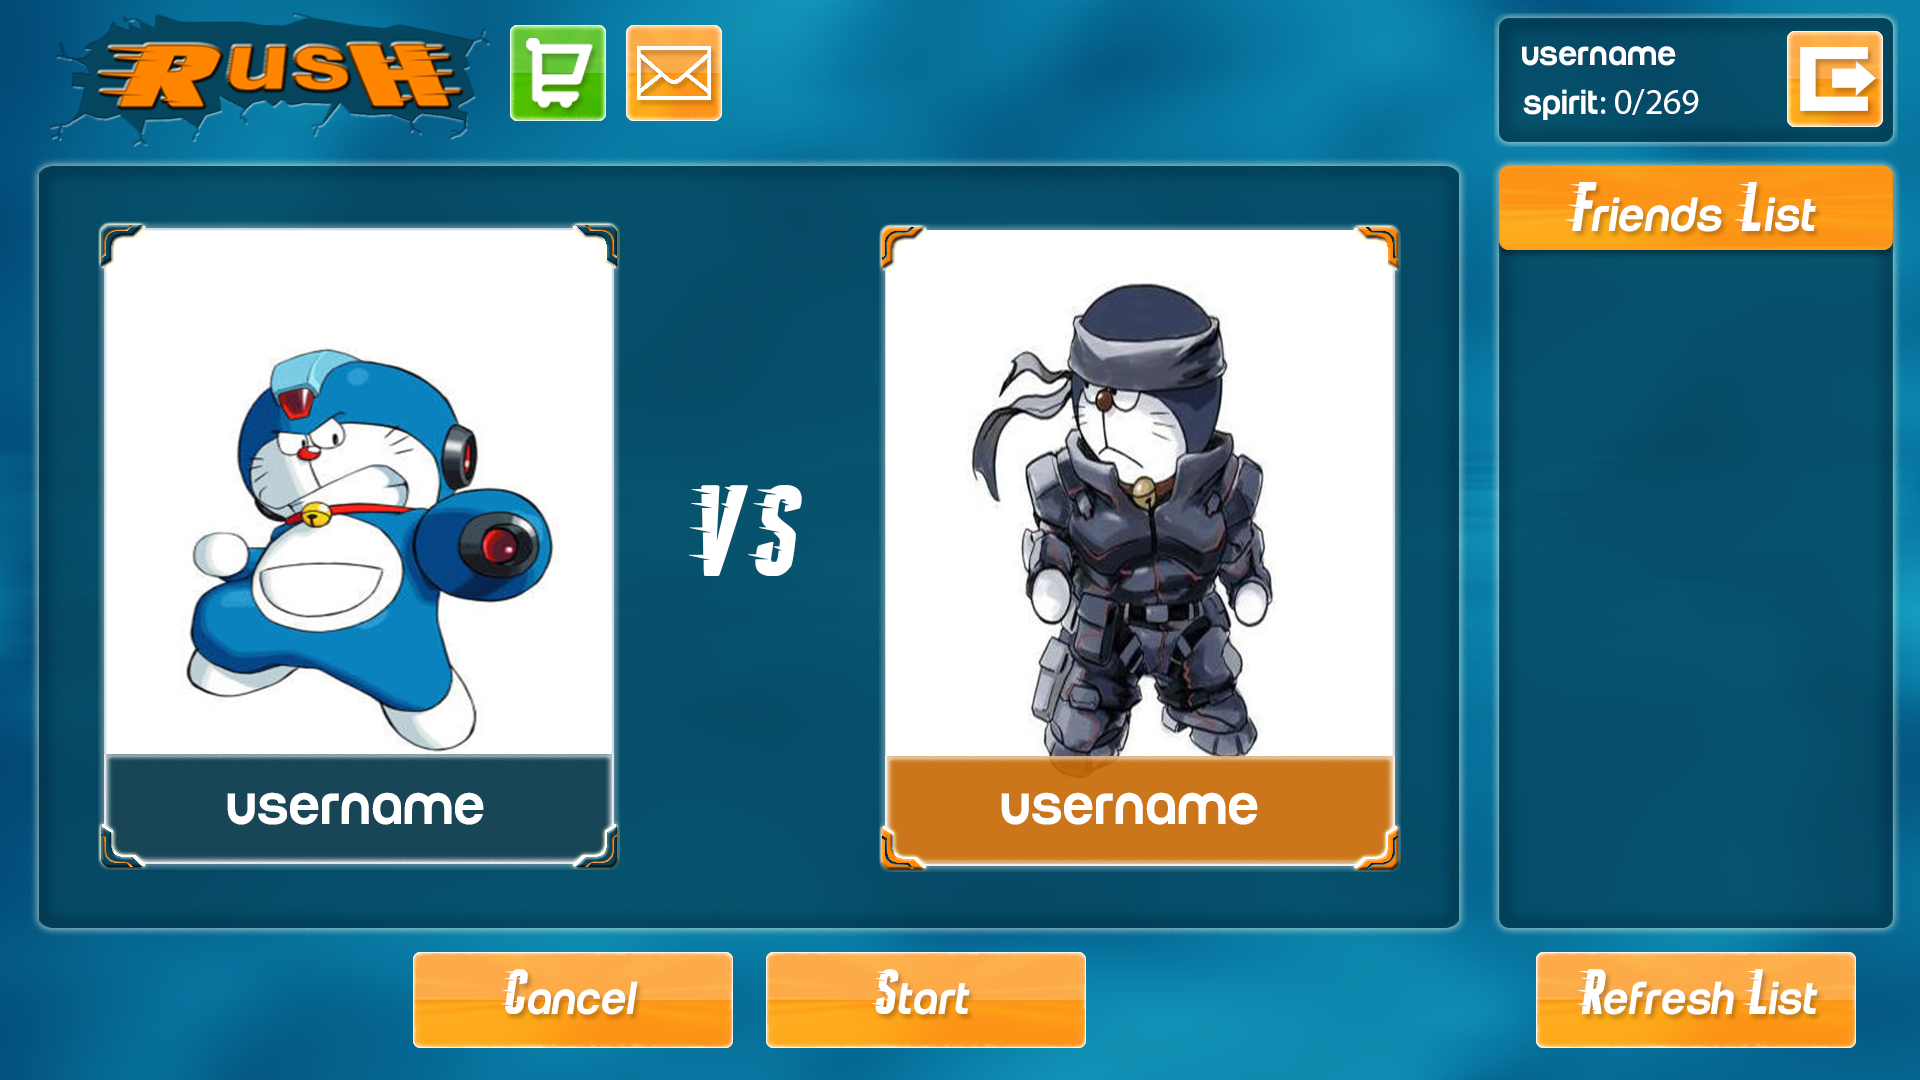 RUSH
username
spirit: 0/269
Friends List
VS
username
username
Cancel
Start
Refresh List